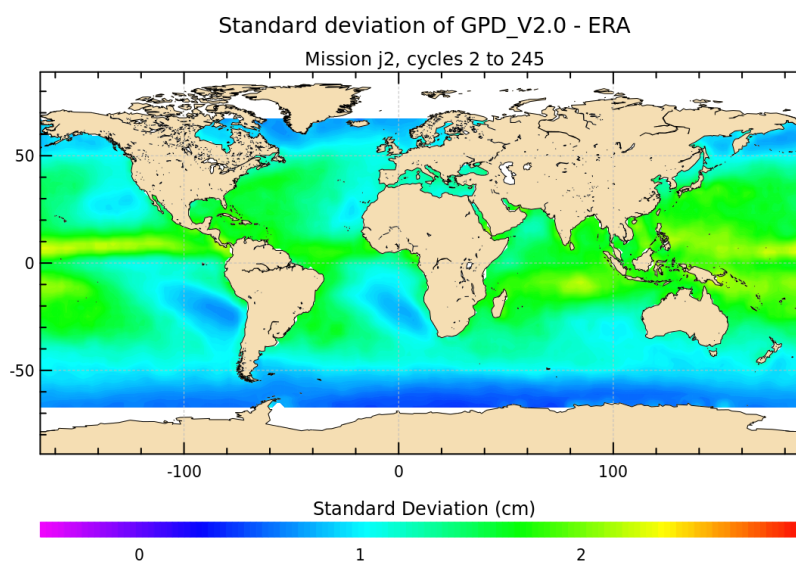 Standard deviation of GPD_V2.0 - ERA
Mission j2, cycles 2 to 245
50
0
-50
-100 0 100
Standard Deviation (cm)
0 1 2